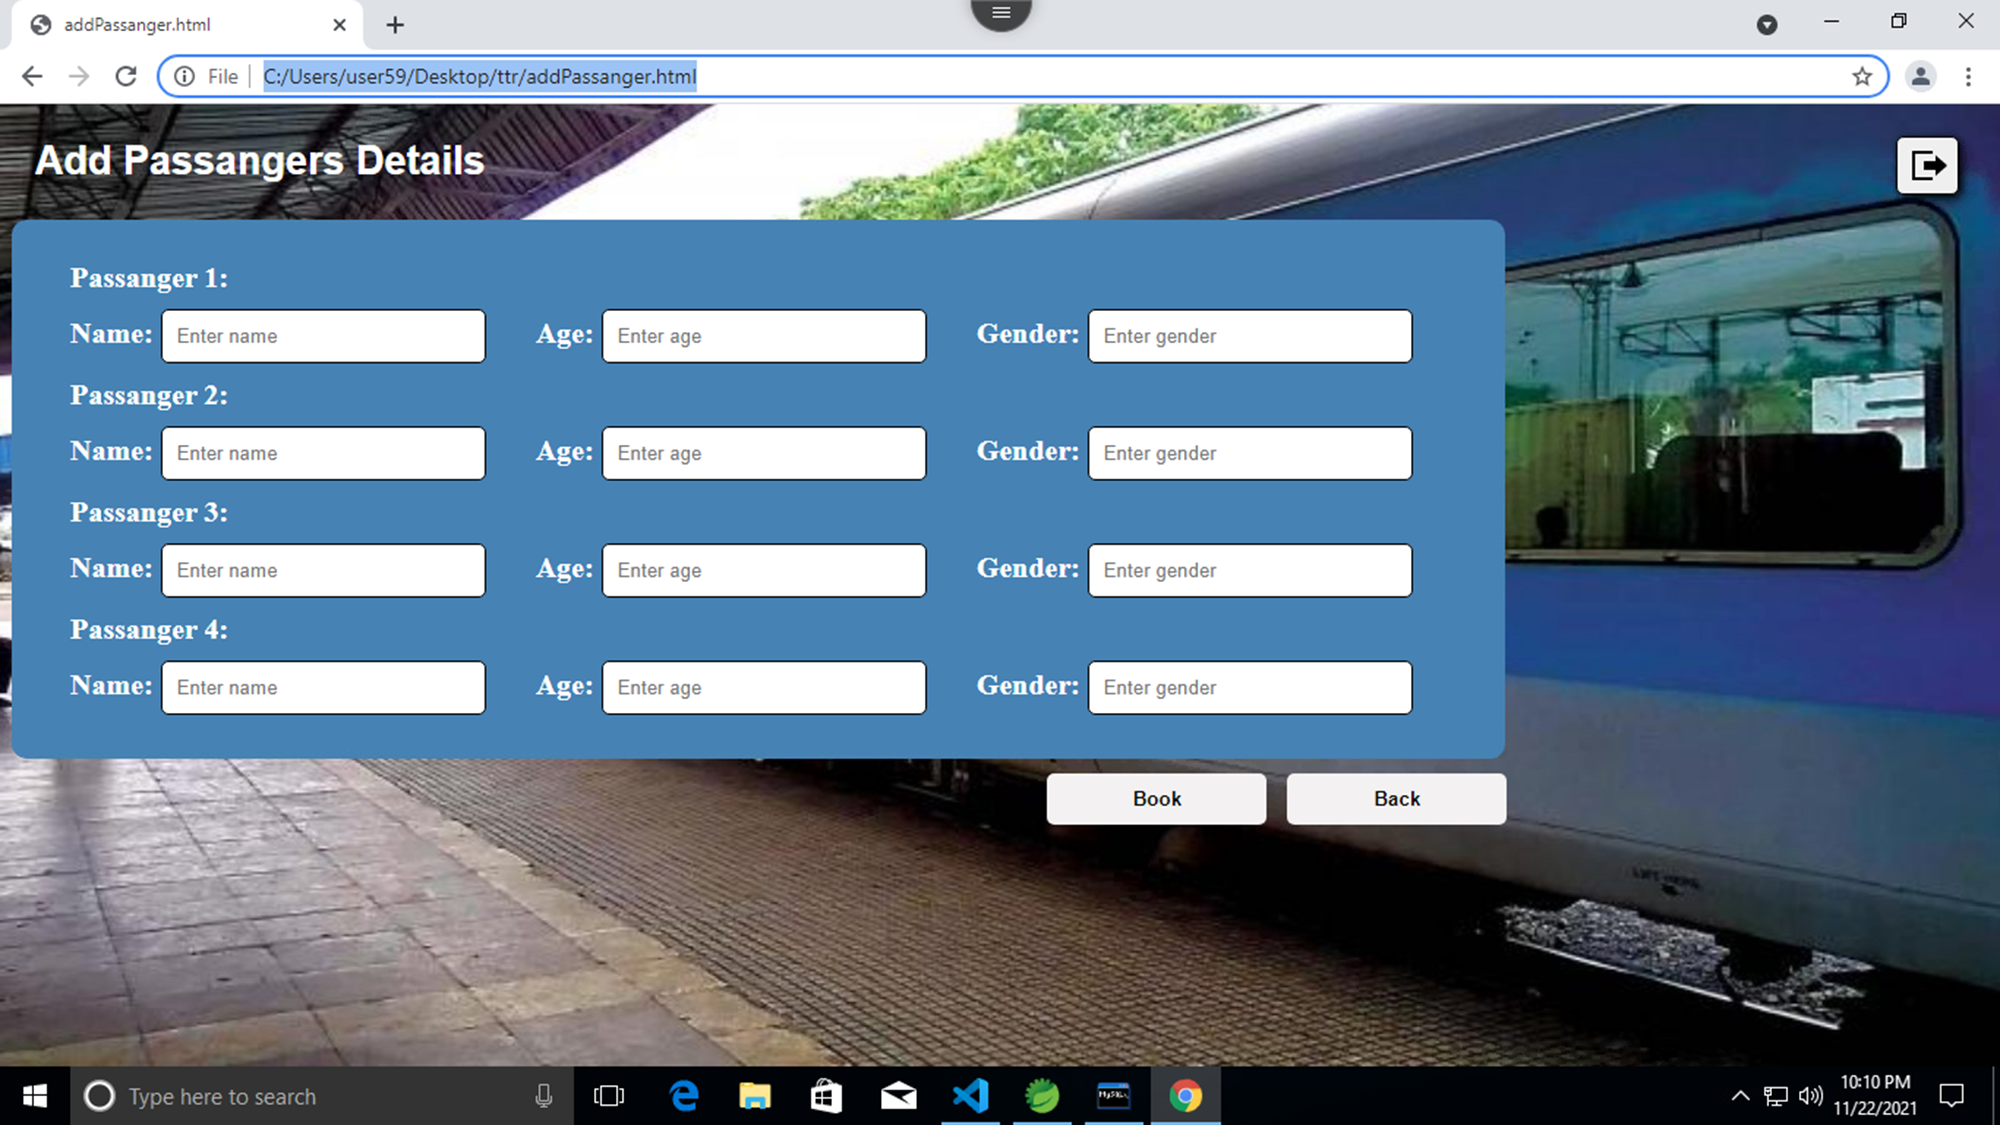 addPassanger.html
File C:/Users/user59/Desktop/ttr/addPassanger.html
Add Passangers Details
Passanger 1:
Name: Enter name Age: Enter age Gender: Enter gender
Passanger 2:
Name: Enter name Age: Enter age Gender: Enter gender
Passanger 3:
Name: Enter name Age: Enter age Gender: Enter gender
Passanger 4:
Name: Enter name Age: Enter age Gender: Enter gender
Book Back
Type here to search
10:10 PM
11/22/2021